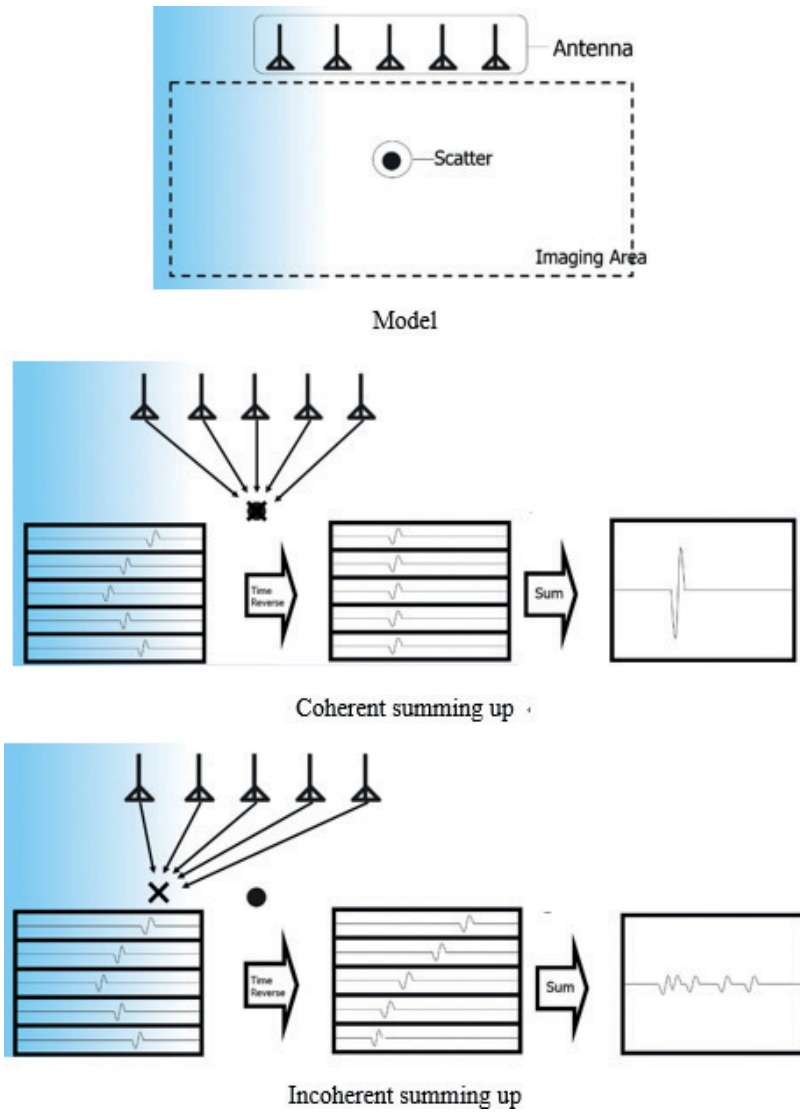 Antenna
Scatter
Imaging Area
Model
Time
Reverse
Sum
Coherent summing up
Time
Reverse
Sum
Incoherent summing up